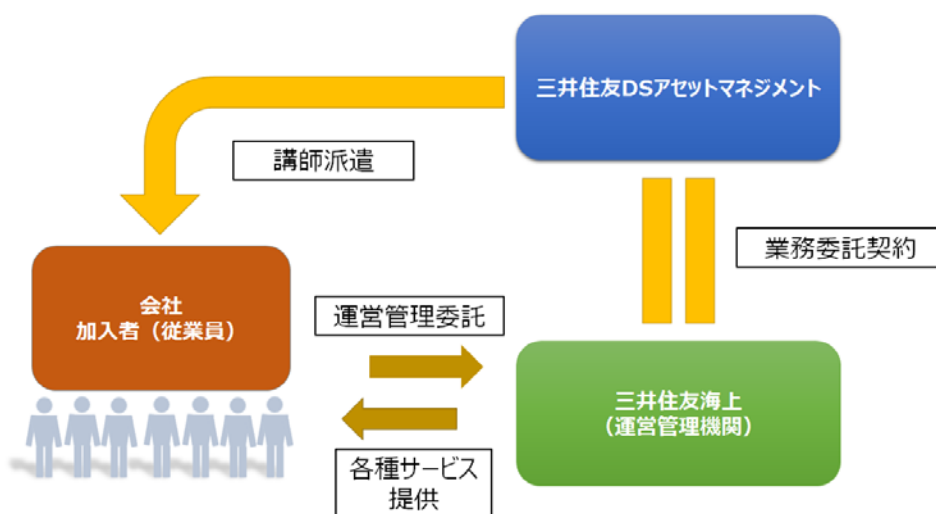 三井住友DSアセットマネジメント
講師派遣
業務委託契約
会社
加入者（従業員）
運営管理委託
三井住友海上
（運営管理機関）
各種サービス
提供